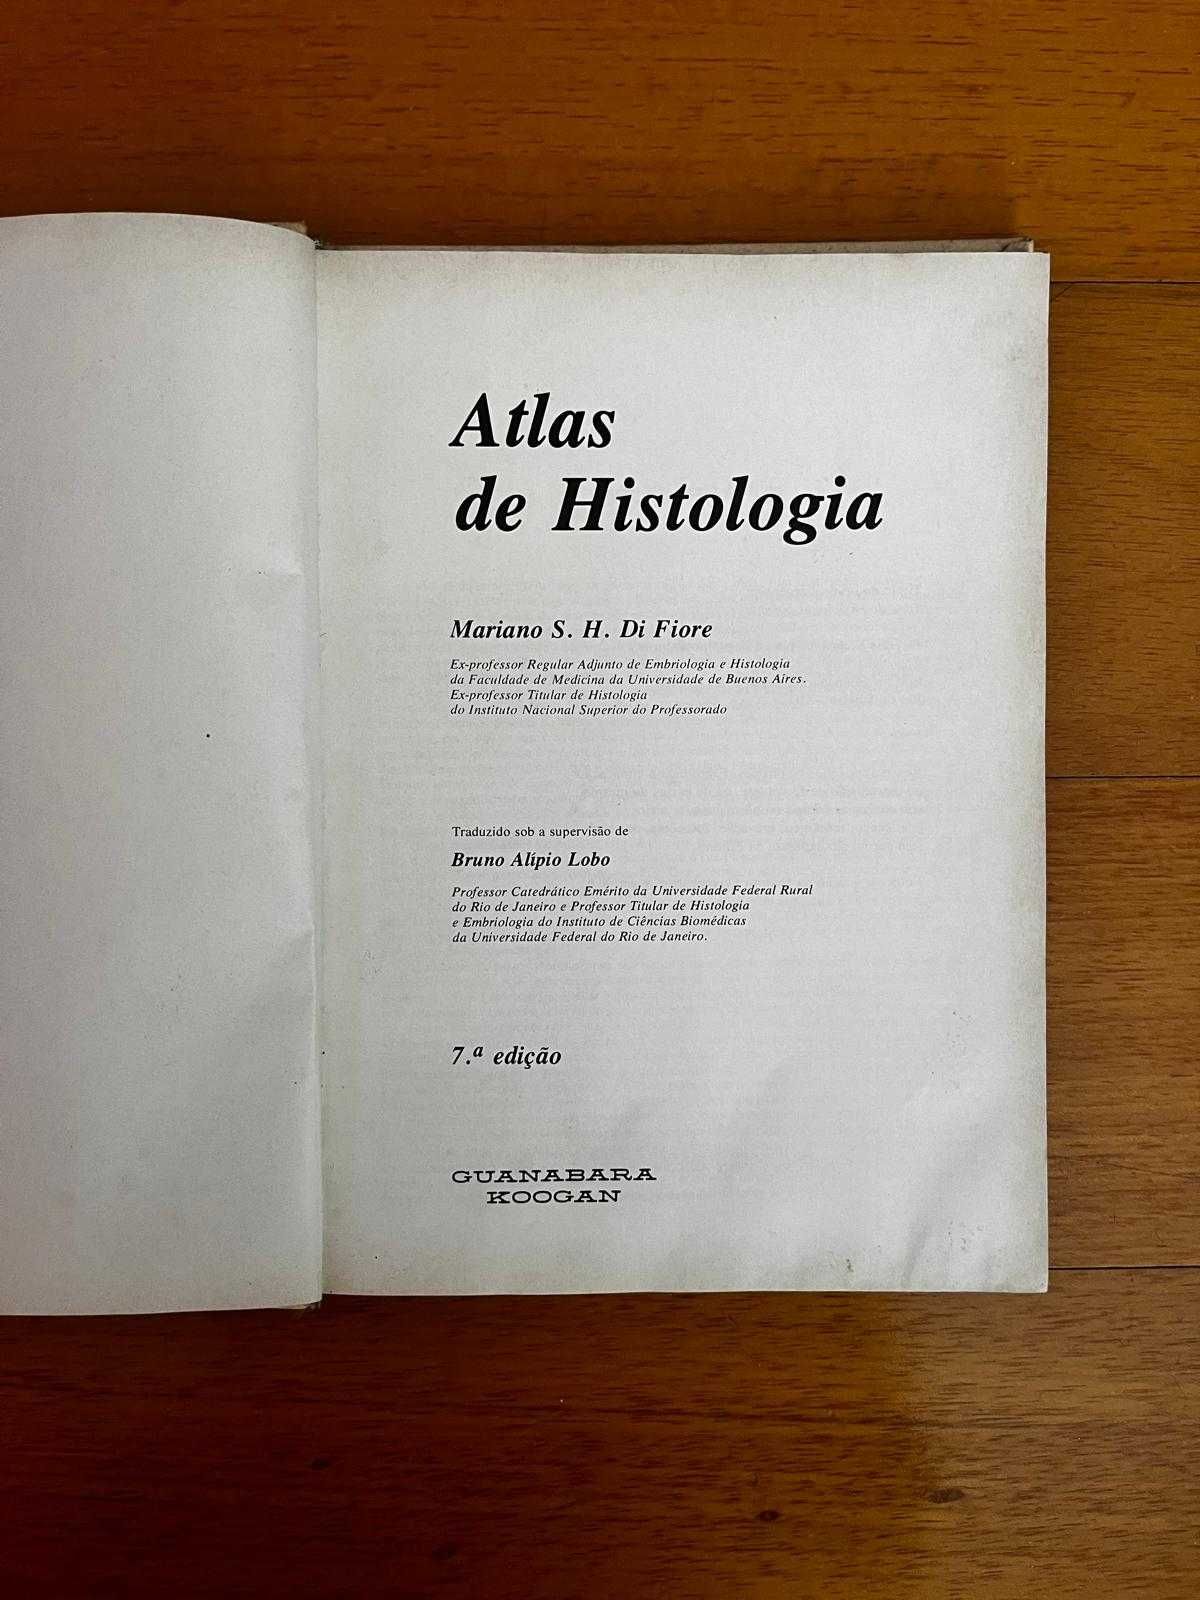 Atlas
de Histologia
Mariano S. H. Di Fiore
Ex-professor Regular Adjunto de Embriologia e Histologia
da Faculdade de Medicina da Universidade de Buenos Aires.
Ex-professor Titular de Histologia
do Instituto Nacional Superior do Professorado
Traduzido sob a supervisão de
Bruno Alípio Lobo
Professor Catedrático Emérito da Universidade Federal Rural
do Rio de Janeiro e Professor Titular de Histologia
e Embriologia do Instituto de Ciências Biomédicas
da Universidade Federal do Rio de Janeiro.
7.ª edição
GUANABARA
KOOGAN